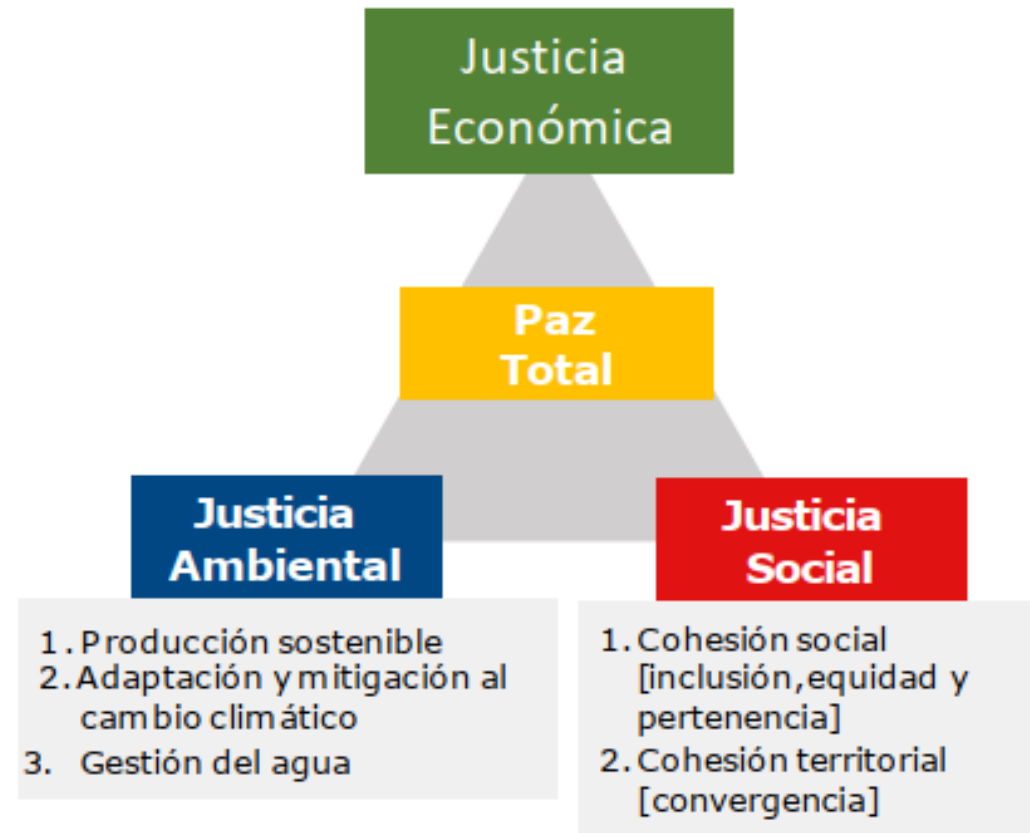 Justicia
Económica
Paz
Total
Justicia
Ambiental
1. Producción sostenible
2. Adaptación y mitigación al
cambio climático
3. Gestión del agua
Justicia
Social
1. Cohesión social
[inclusión, equidad y
pertenencia]
2. Cohesión territorial
[convergencia]